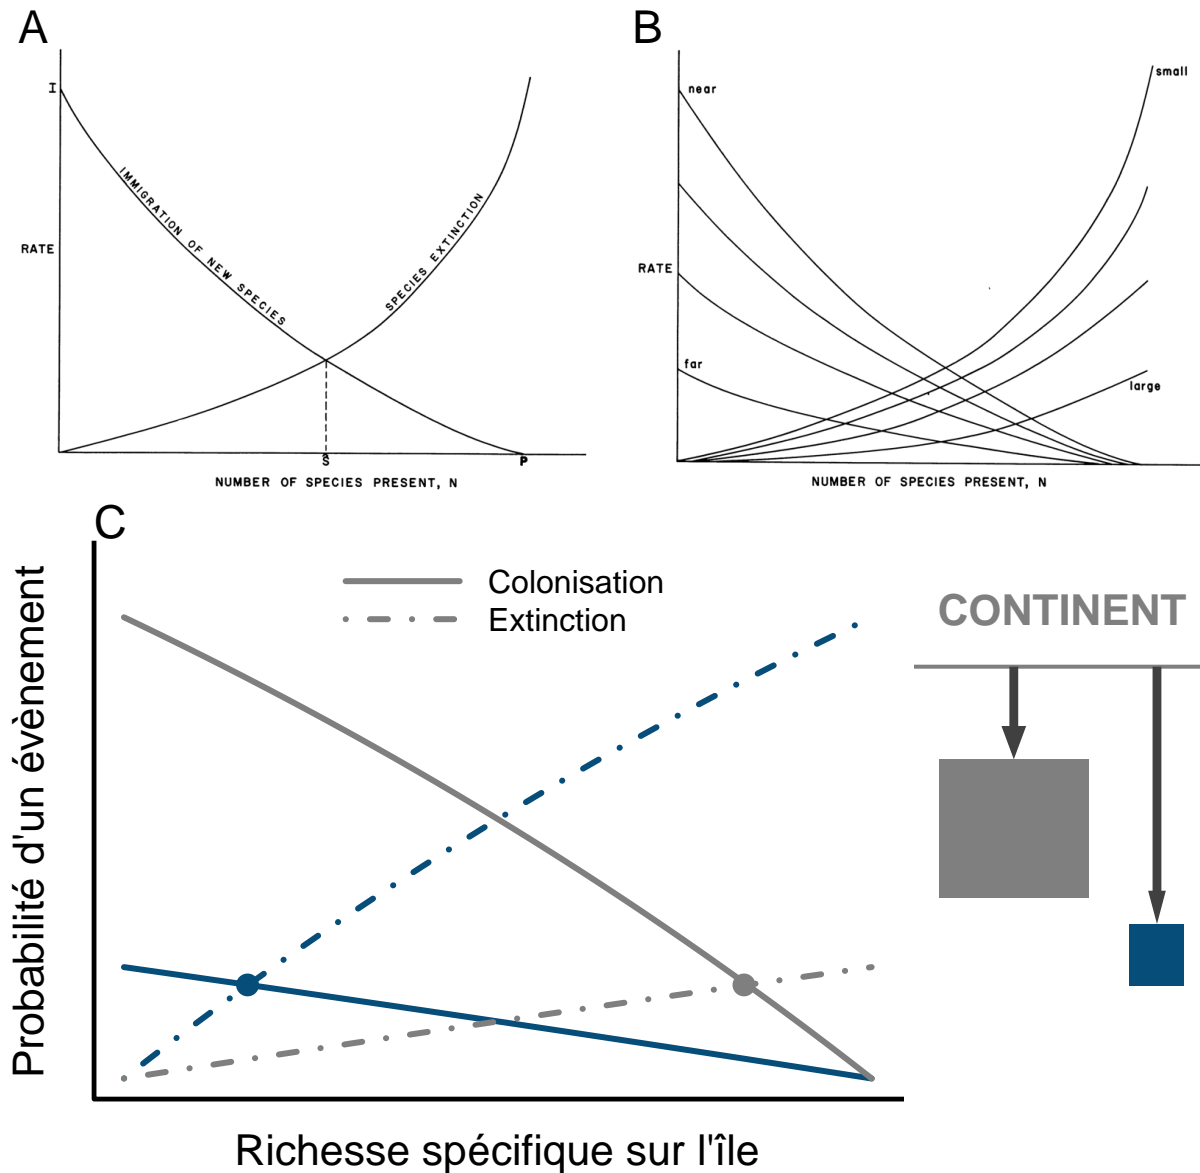 A
I
RATE
IMMIGRATION OF NEW SPECIES
SPECIES EXTINCTION
Ŝ
P
NUMBER OF SPECIES PRESENT, N
B
near
small
RATE
far
large
NUMBER OF SPECIES PRESENT, N
C
Colonisation
Extinction
CONTINENT
Probabilité d'un évènement
Richesse spécifique sur l'île